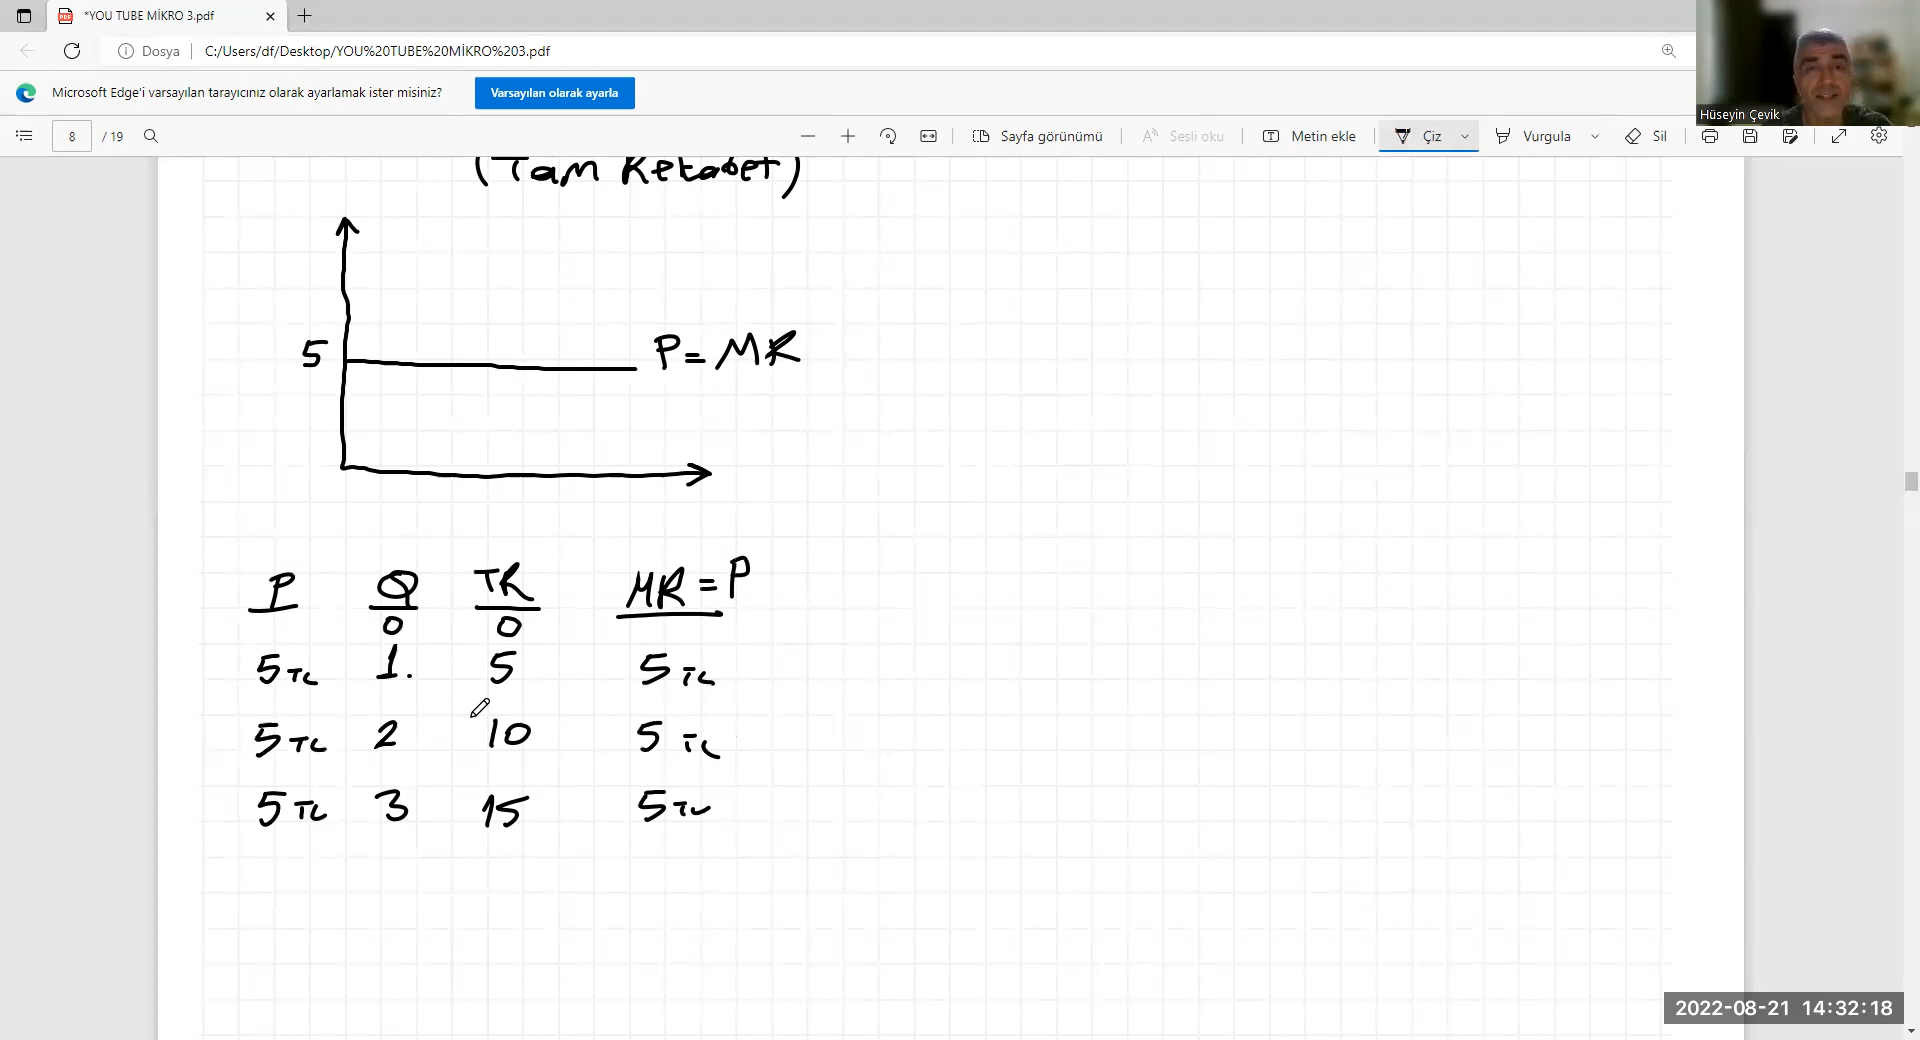 *YOU TUBE MİKRO 3.pdf
Dosya C:/Users/df/Desktop/YOU%20TUBE%20MİKRO%203.pdf
Microsoft Edge'i varsayılan tarayıcınız olarak ayarlamak ister misiniz? Varsayılan olarak ayarla
Hüseyin Çevik
8 / 19 Sayfa görünümü Sesli oku Metin ekle Çiz Vurgula Sil
(Tam Rekabet)
5 P = MR
P Q TR MR = P
0 0
5 TL 1. 5 5 TL
5 TL 2 10 5 TL
5 TL 3 15 5 TL
2022-08-21 14:32:18